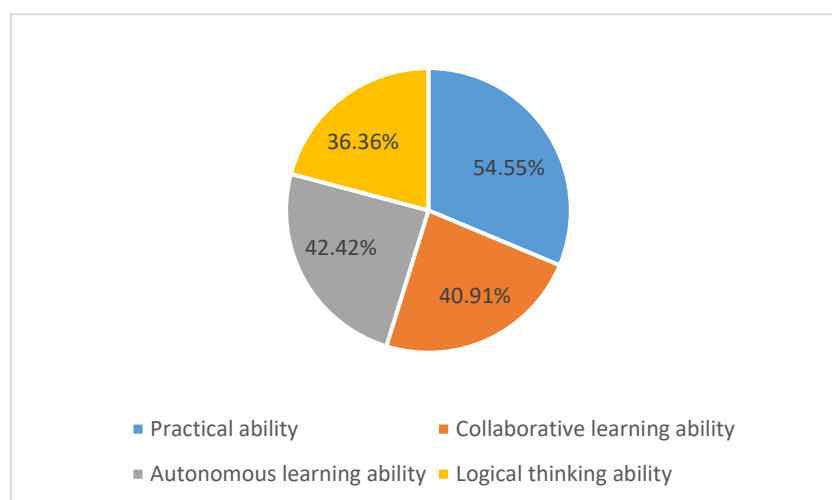 36.36%
54.55%
42.42%
40.91%
Practical ability
Collaborative learning ability
Autonomous learning ability
Logical thinking ability